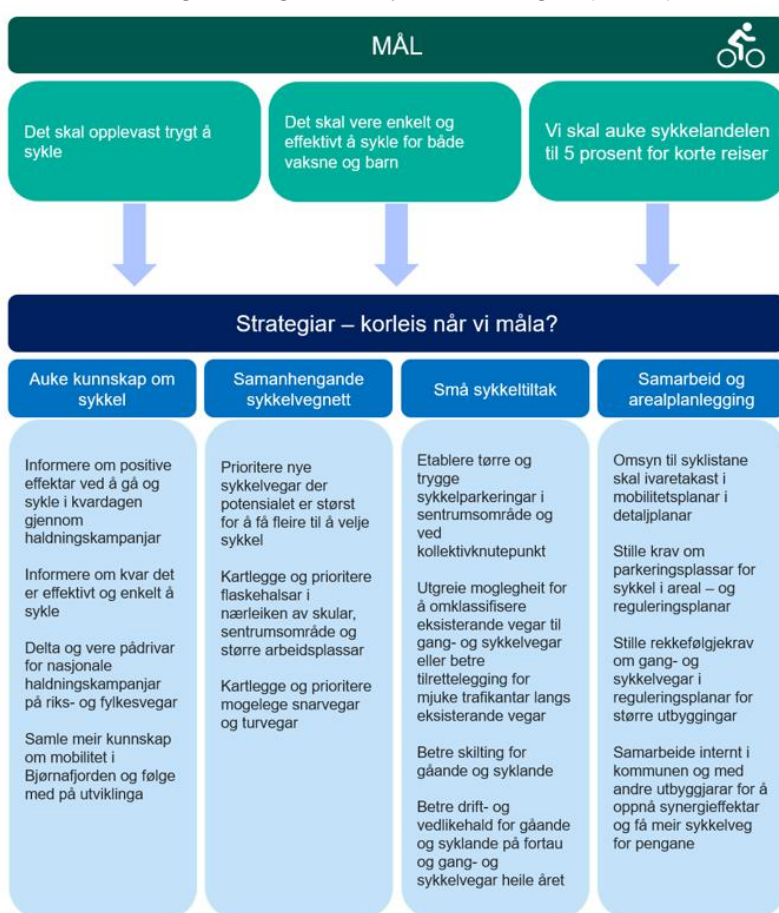 MÅL
Det skal opplevast trygt å
sykle
Det skal vere enkelt og
effektivt å sykle for både
vaksne og barn
Vi skal auke sykkelandelen
til 5 prosent for korte reiser
Strategiar – korleis når vi måla?
Auke kunnskap om
sykkel
Informere om positive
effektar ved å gå og
sykle i kvardagen
gjennom
haldningskampanjar
Informere om kvar det
er effektivt og enkelt å
sykle
Delta og vere pådrivar
for nasjonale
haldningskampanjar
på riks- og fylkesvegar
Samle meir kunnskap
om mobilitet i
Bjørnafjorden og følge
med på utviklinga
Samanhengande
sykkelvegnett
Prioritere nye
sykkelvegar der
potensialet er størst
for å få fleire til å velje
sykkel
Kartlegge og prioritere
flaskehalsar i
nærleiken av skular,
sentrumsområde og
større arbeidsplassar
Kartlegge og prioritere
mogelege snarvegar
og turvegar
Små sykkeltiltak
Etablere tørre og
trygge
sykkelparkeringar i
sentrumsområde og
ved
kollektivknutepunkt
Utgreie moglegheit for
å omklassifisere
eksisterande vegar til
gang- og sykkelvegar
eller betre
tilrettelegging for
mjuke trafikantar langs
eksisterande vegar
Betre skilting for
gåande og syklande
Betre drift- og
vedlikehald for gåande
og syklande på fortau
og gang- og
sykkelvegar heile året
Samarbeid og
arealplanlegging
Omsyn til syklistane
skal ivaretakast i
mobilitetsplanar i
detaljplanar
Stille krav om
parkeringsplassar for
sykkel i areal – og
reguleringsplanar
Stille rekkefølgjekrav
om gang- og
sykkelvegar i
reguleringsplanar for
større utbyggingar
Samarbeide internt i
kommunen og med
andre utbyggjarar for å
oppnå synergieffektar
og få meir sykkelveg
for pengane